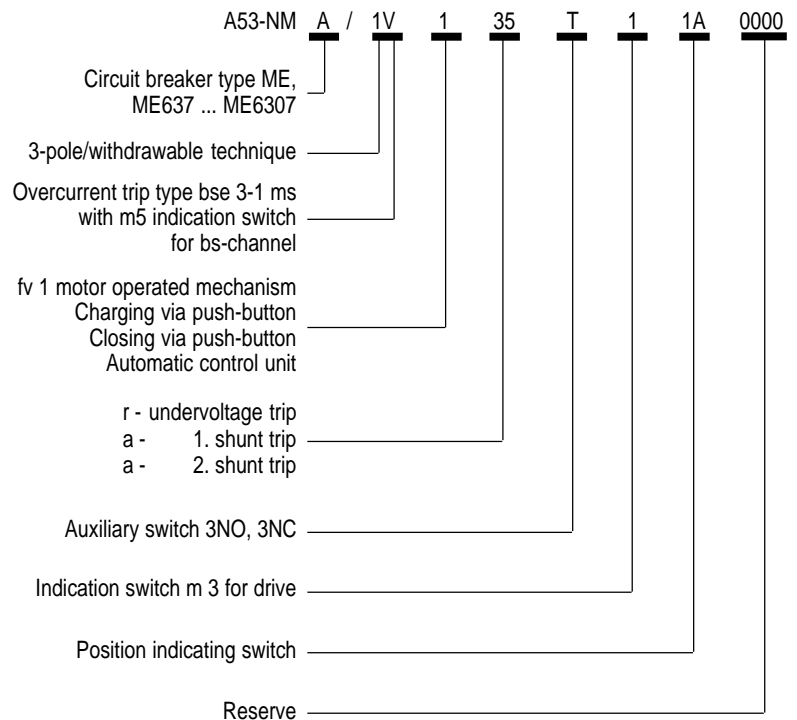 A53-NM A / 1V 1 35 T 1 1A 0000
Circuit breaker type ME,
ME637 ... ME6307
3-pole/withdrawable technique
Overcurrent trip type bse 3-1 ms
with m5 indication switch
for bs-channel
fv 1 motor operated mechanism
Charging via push-button
Closing via push-button
Automatic control unit
r - undervoltage trip
a - 1. shunt trip
a - 2. shunt trip
Auxiliary switch 3NO, 3NC
Indication switch m 3 for drive
Position indicating switch
Reserve